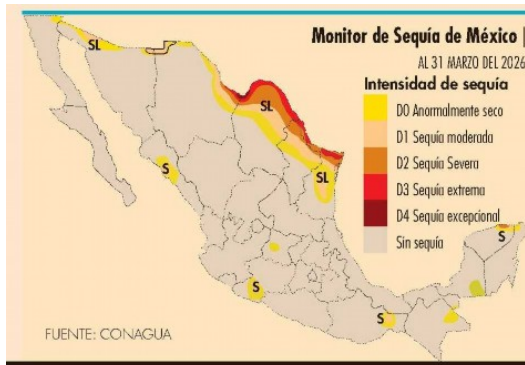 Monitor de Sequía de México |
AL 31 MARZO DEL 2026
Intensidad de sequía
D0 Anormalmente seco
D1 Sequía moderada
D2 Sequía Severa
D3 Sequía extrema
D4 Sequía excepcional
Sin sequía
SL
SL
SL
S
S
S
S
FUENTE: CONAGUA